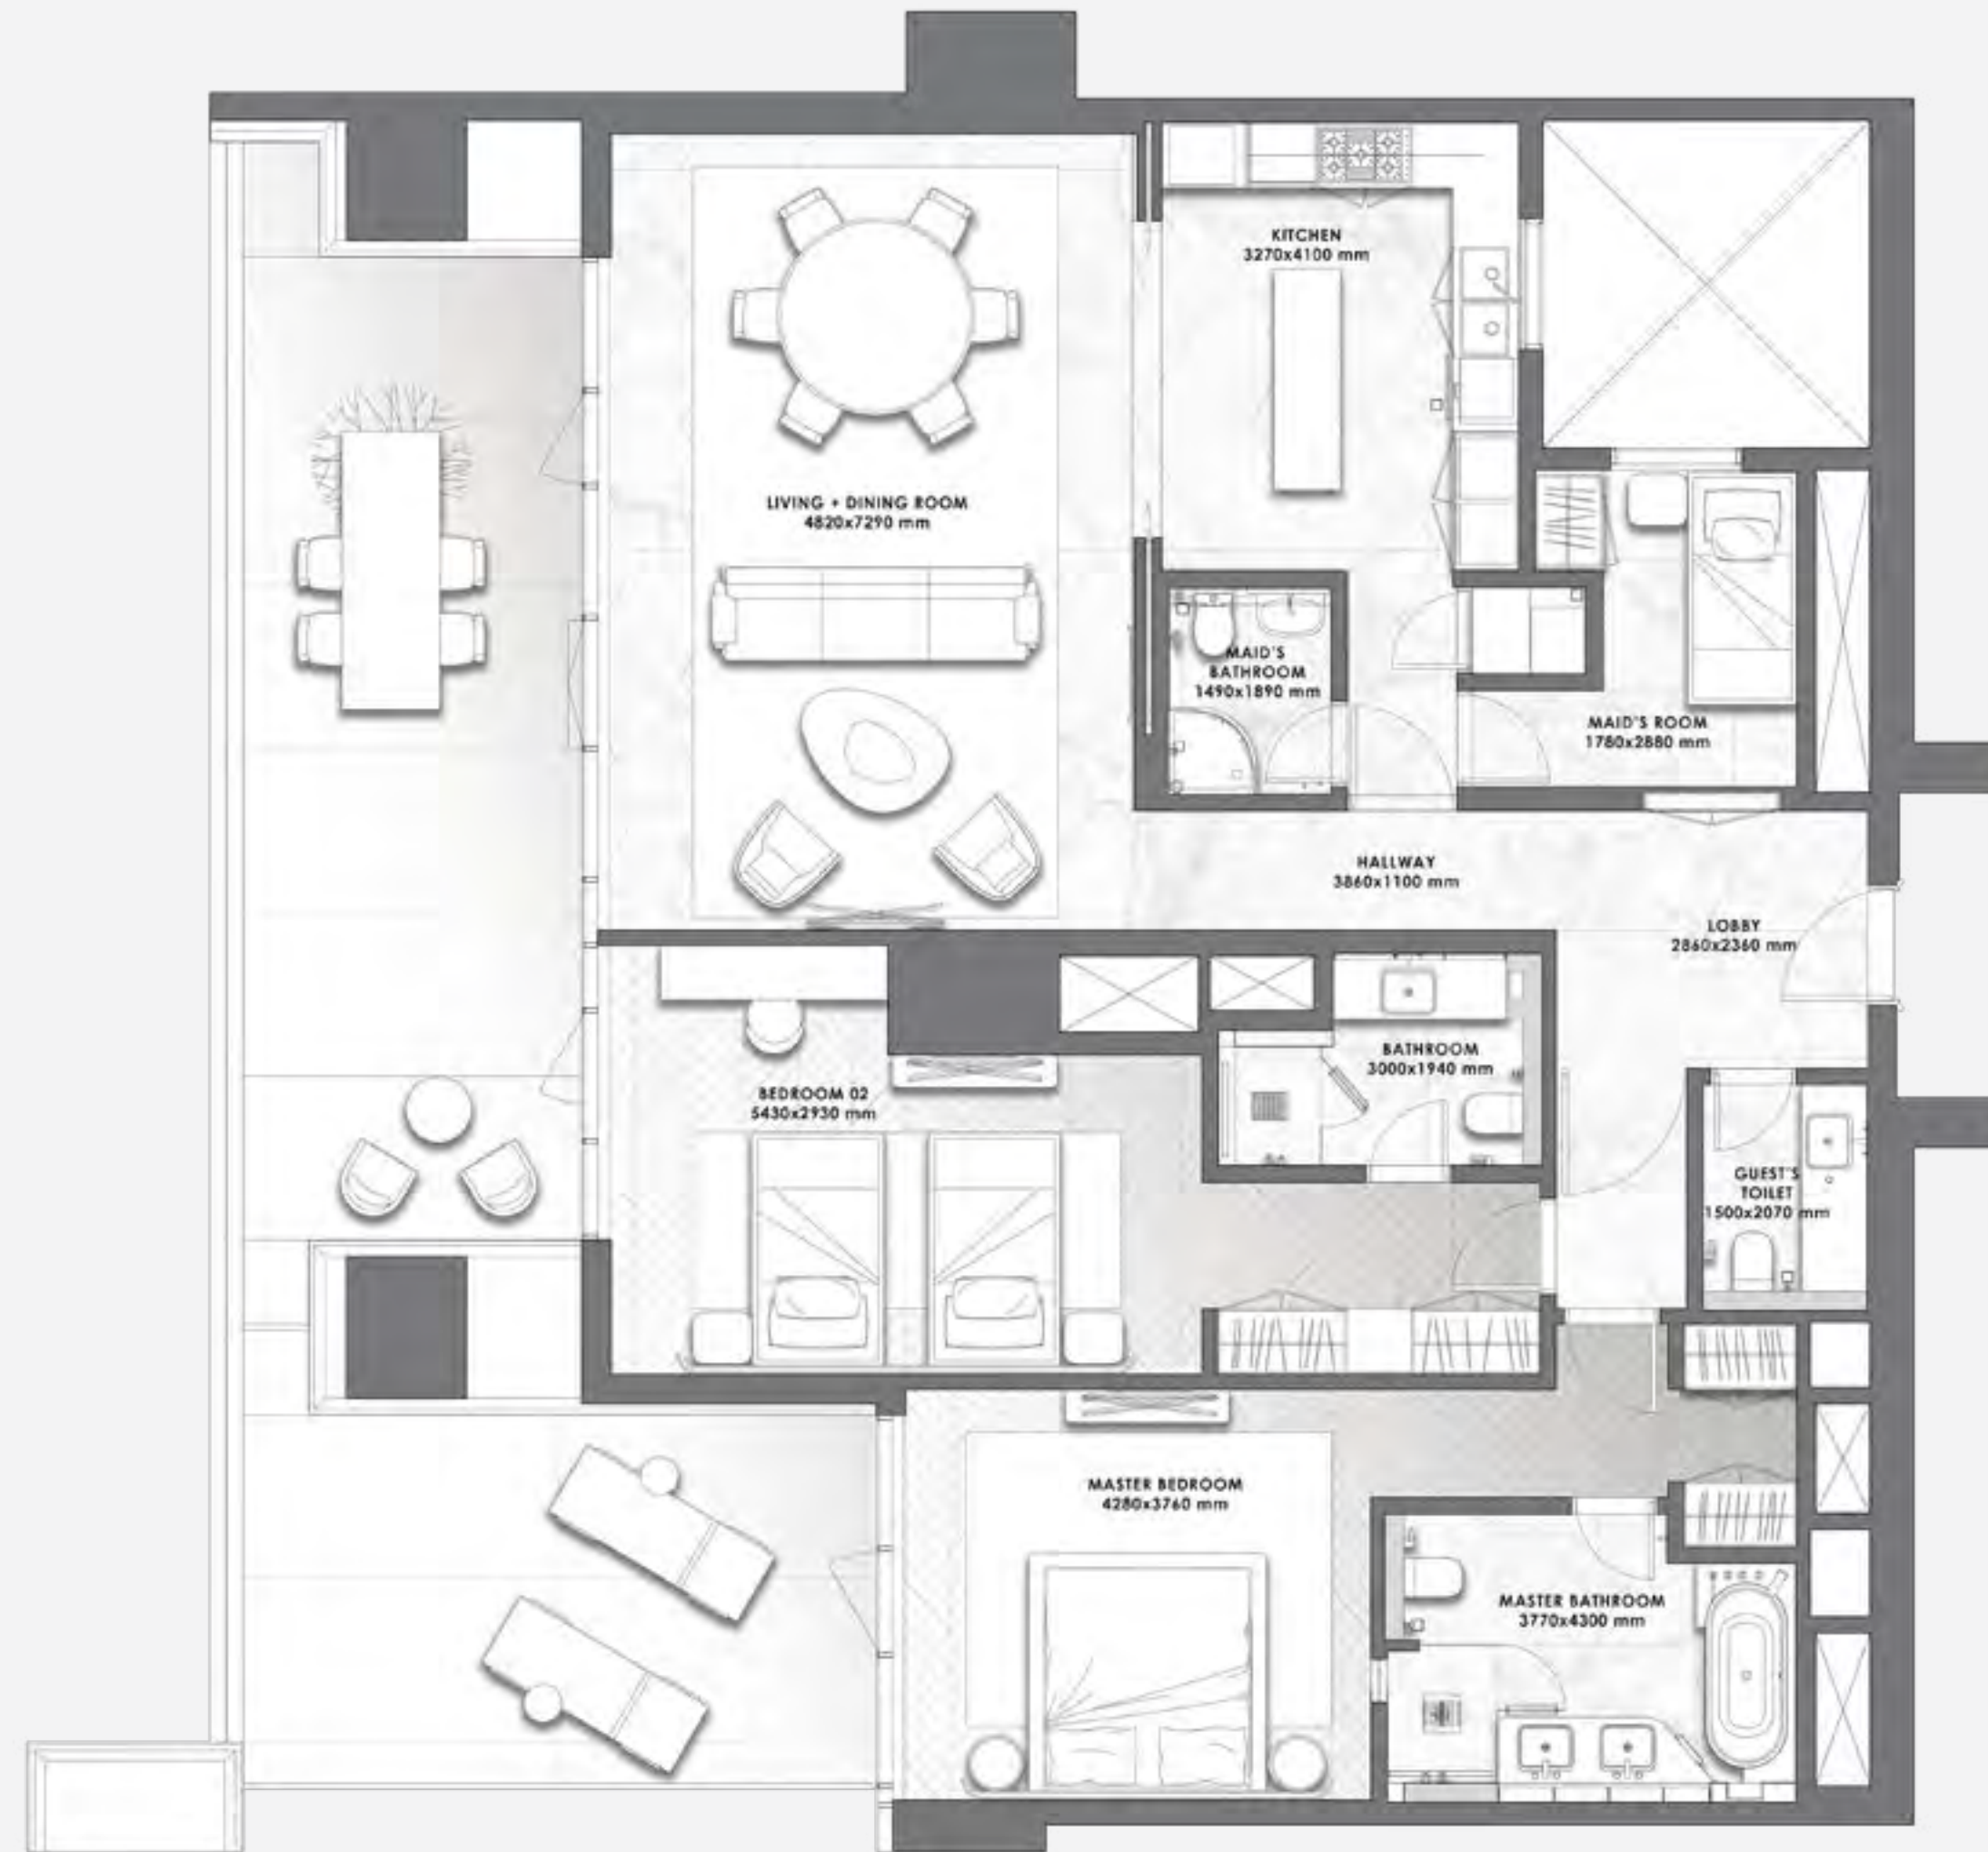 KITCHEN
3270x4100 mm
LIVING + DINING ROOM
4820x7290 mm
MAID'S
BATHROOM
1490x1890 mm
MAID'S ROOM
1780x2880 mm
HALLWAY
3860x1100 mm
LOBBY
2860x2360 mm
BATHROOM
3000x1940 mm
BEDROOM 02
5430x2930 mm
GUEST'S
TOILET
1500x2070 mm
MASTER BEDROOM
4280x3760 mm
MASTER BATHROOM
3770x4300 mm